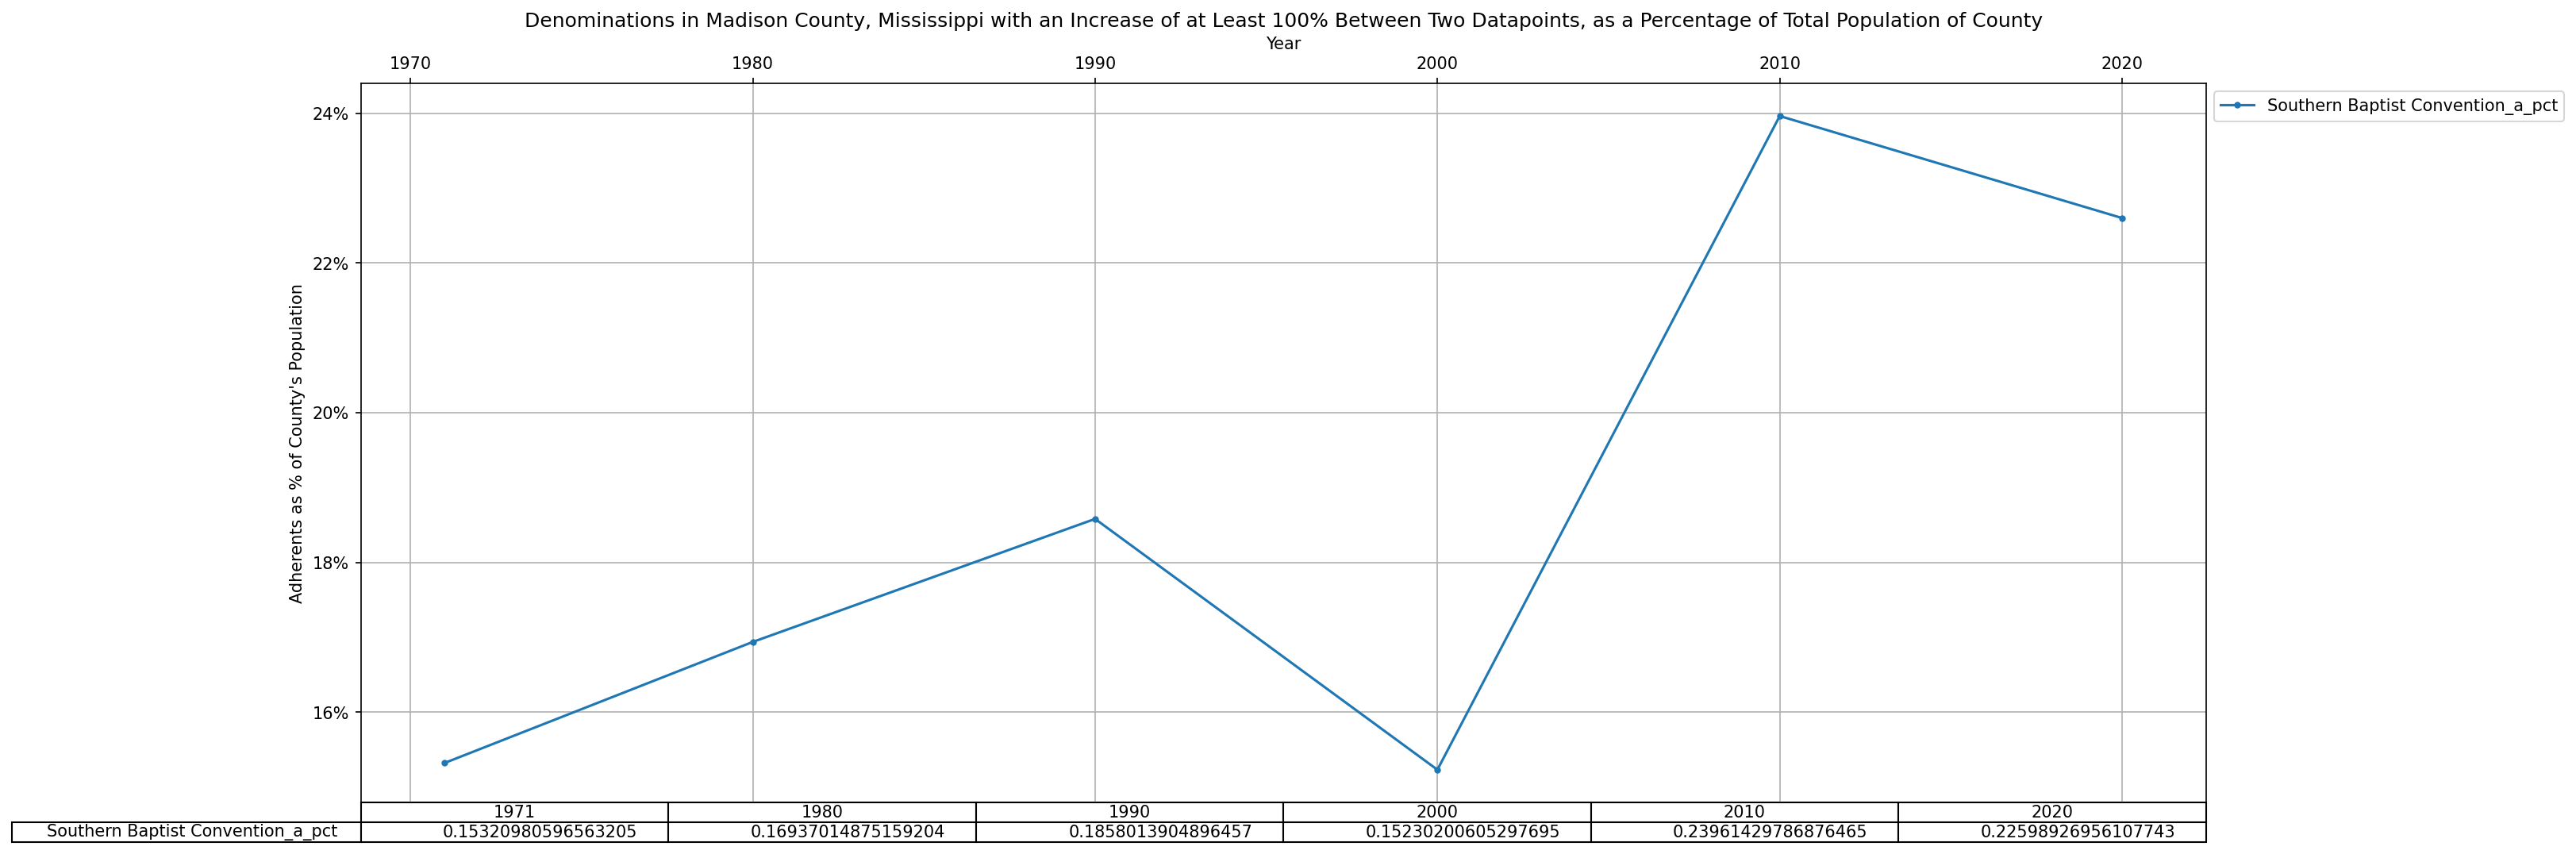 Denominations in Madison County, Mississippi with an Increase of at Least 100% Between Two Datapoints, as a Percentage of Total Population of County
Year
1970 1980 1990 2000 2010 2020
Southern Baptist Convention_a_pct
24%
22%
20%
18%
16%
Adherents as % of County's Population
1971 1980 1990 2000 2010 2020
Southern Baptist Convention_a_pct 0.15320980596563205 0.16937014875159204 0.1858013904896457 0.15230200605297695 0.23961429786876465 0.22598926956107743